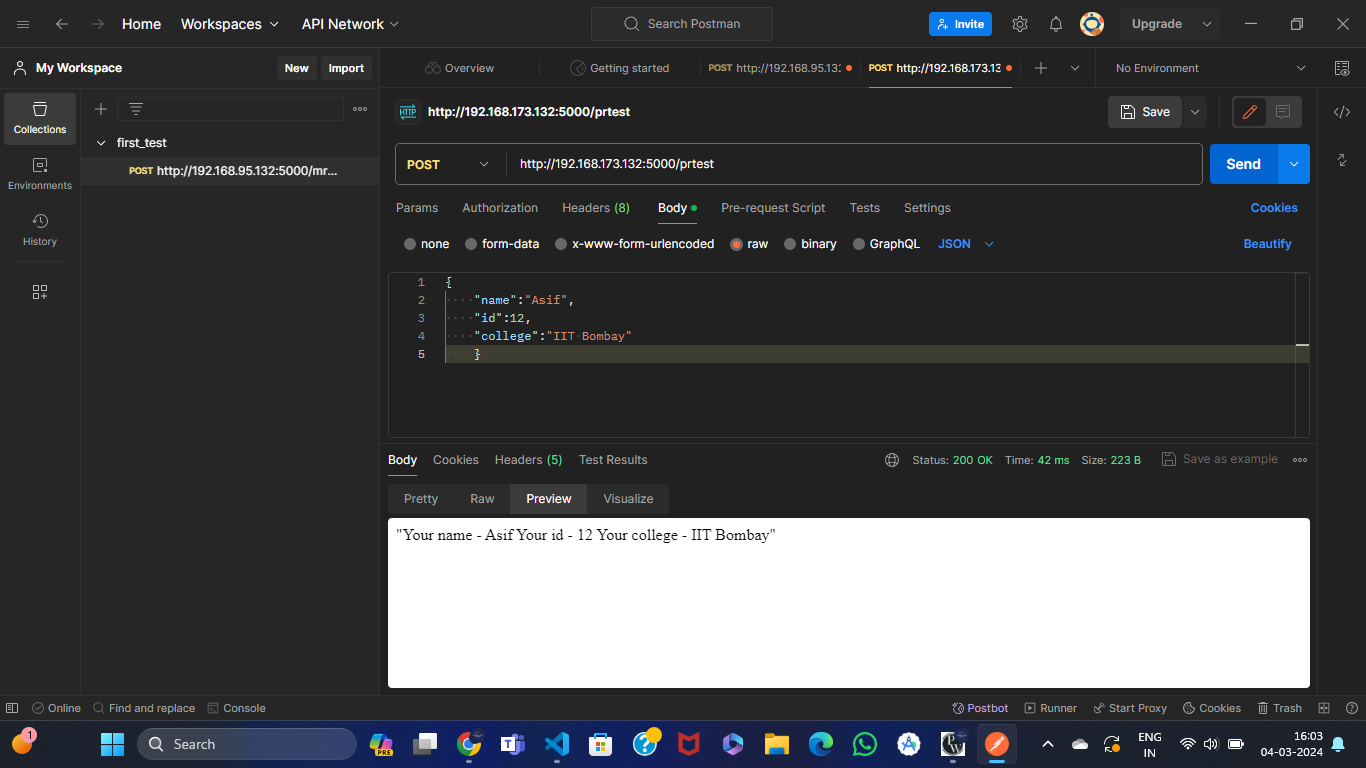 Home Workspaces API Network Search Postman Invite Upgrade
My Workspace New Import Overview Getting started POST http://192.168.95.13: POST http://192.168.173.13 No Environment
Collections
Environments
History
first_test
POST http://192.168.95.132:5000/mr...
HTTP http://192.168.173.132:5000/prtest Save
POST http://192.168.173.132:5000/prtest Send
Params Authorization Headers (8) Body Pre-request Script Tests Settings Cookies
none form-data x-www-form-urlencoded raw binary GraphQL JSON Beautify
1 {
2 "name":"Asif",
3 "id":12,
4 "college":"IIT Bombay"
5 }
Body Cookies Headers (5) Test Results Status: 200 OK Time: 42 ms Size: 223 B Save as example
Pretty Raw Preview Visualize
"Your name - Asif Your id - 12 Your college - IIT Bombay"
Online Find and replace Console Postbot Runner Start Proxy Cookies Trash
1 Search PRE ENG IN 16:03 04-03-2024